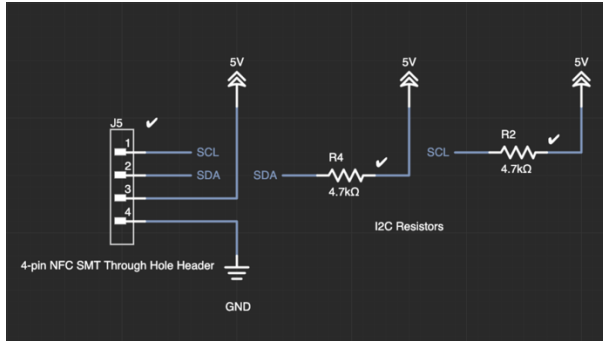 5V
5V
5V
J5
1
SCL
2
SDA
3
4
SDA
R4
4.7kΩ
SCL
R2
4.7kΩ
I2C Resistors
4-pin NFC SMT Through Hole Header
GND